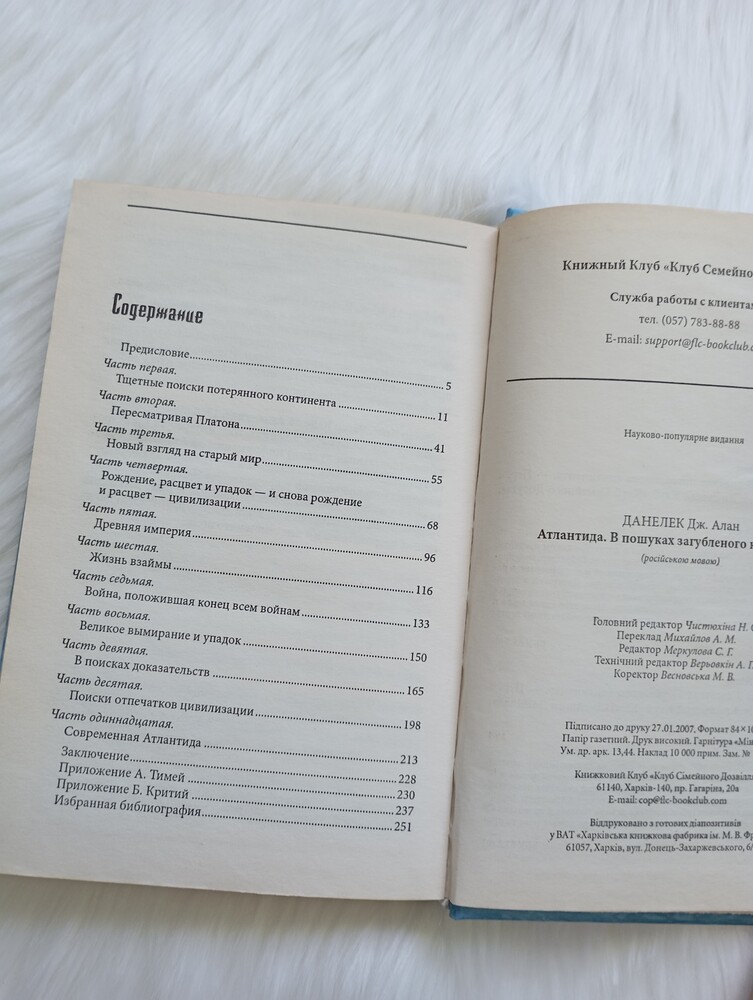 Содержание
Предисловие..........5
Часть первая.
Тщетные поиски потерянного континента..........11
Часть вторая.
Пересматривая Платона..........41
Часть третья.
Новый взгляд на старый мир..........55
Часть четвертая.
Рождение, расцвет и упадок — и снова рождение
и расцвет — цивилизации..........68
Часть пятая.
Древняя империя..........96
Часть шестая.
Жизнь взаймы..........116
Часть седьмая.
Война, положившая конец всем войнам..........133
Часть восьмая.
Великое вымирание и упадок..........150
Часть девятая.
В поисках доказательств..........165
Часть десятая.
Поиски отпечатков цивилизации..........198
Часть одиннадцатая.
Современная Атлантида..........213
Заключение..........228
Приложение А. Тимей..........230
Приложение Б. Критий..........237
Избранная библиография..........251
Книжный Клуб «Клуб Семейно
Служба работы с клиентам
тел. (057) 783-88-88
E-mail: support@flc-bookclub.
Науково-популярне видання
ДАНЕЛЕК Дж. Алан
Атлантида. В пошуках загубленого
(російською мовою)
Головний редактор Чистюхіна Н.
Переклад Михайлов А. М.
Редактор Меркулова С. Г.
Технічний редактор Верьовкін А.
Коректор Весновська М. В.
Підписано до друку 27.01.2007. Формат 84×10
Папір газетний. Друк високий. Гарнітура «Мін
Ум. др. арк. 13,44. Наклад 10 000 прим. Зам. №
Книжковий Клуб «Клуб Сімейного Дозвілл
61140, Харків-140, пр. Гагаріна, 20а
E-mail: cop@flc-bookclub.com
Віддруковано з готових діапозитивів
у ВАТ «Харківська книжкова фабрика ім. М. В. Фр
61057, Харків, вул. Донець-Захаржевського, 6/